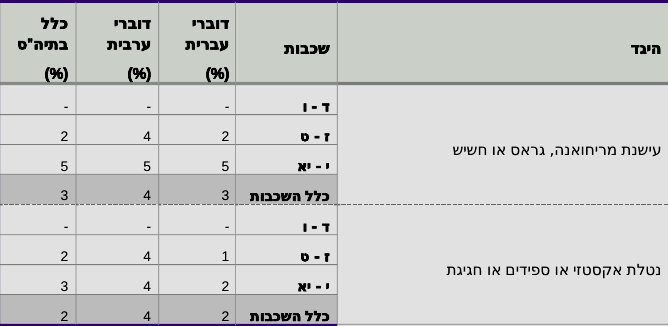 היגד שכבות דוברי עברית (%) דוברי ערבית (%) כלל בתיה"ס (%)
עישנת מריחואנה, גראס או חשיש
ד - ו - - -
ז - ט 2 4 2
י - יא 5 5 5
כלל השכבות 3 4 3
נטלת אקסטזי או ספידים או חגיגת
ד - ו - - -
ז - ט 1 4 2
י - יא 2 4 3
כלל השכבות 2 4 2